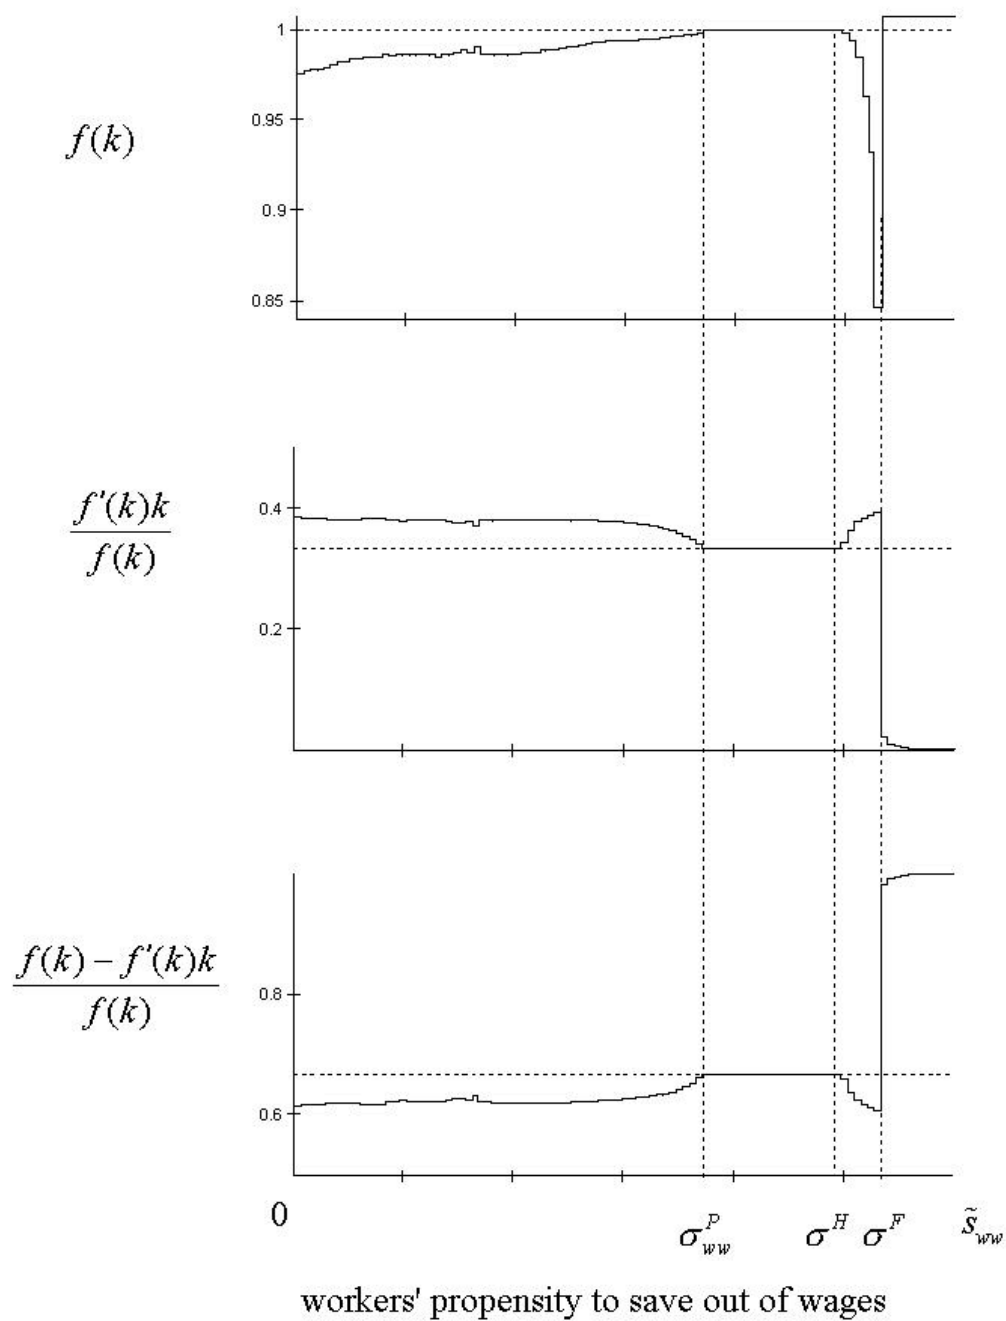 1
0.95
f(k)
0.9
0.85
f'(k)k
f(k)
0.4
0.2
f(k) − f'(k)k
f(k)
0.8
0.6
0
σ^P_ww σ^H σ^F s̃_ww
workers' propensity to save out of wages